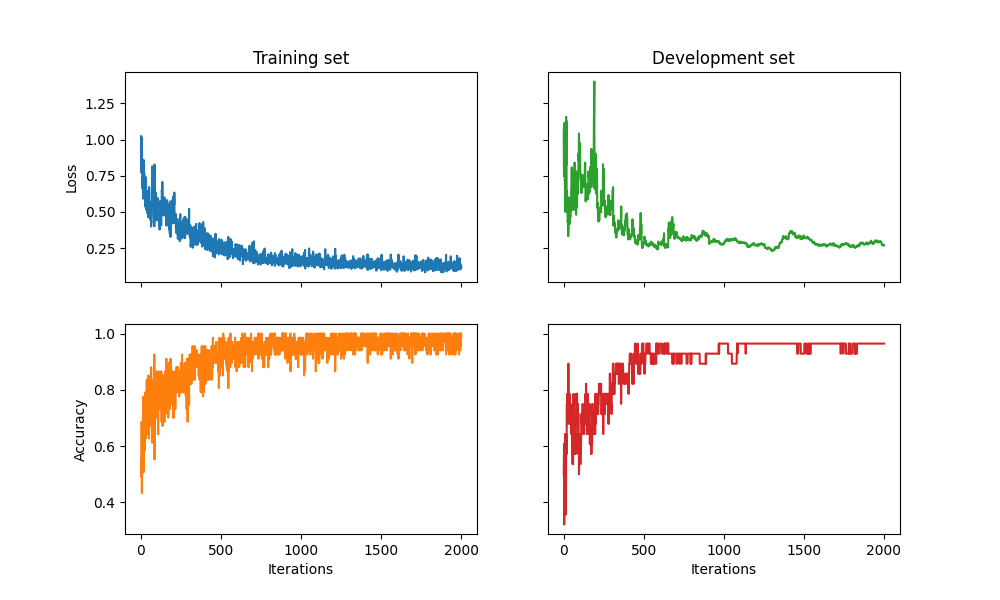 Training set
Development set
1.25
1.00
0.75
0.50
0.25
Loss
1.0
0.8
0.6
0.4
Accuracy
0 500 1000 1500 2000
0 500 1000 1500 2000
Iterations
Iterations